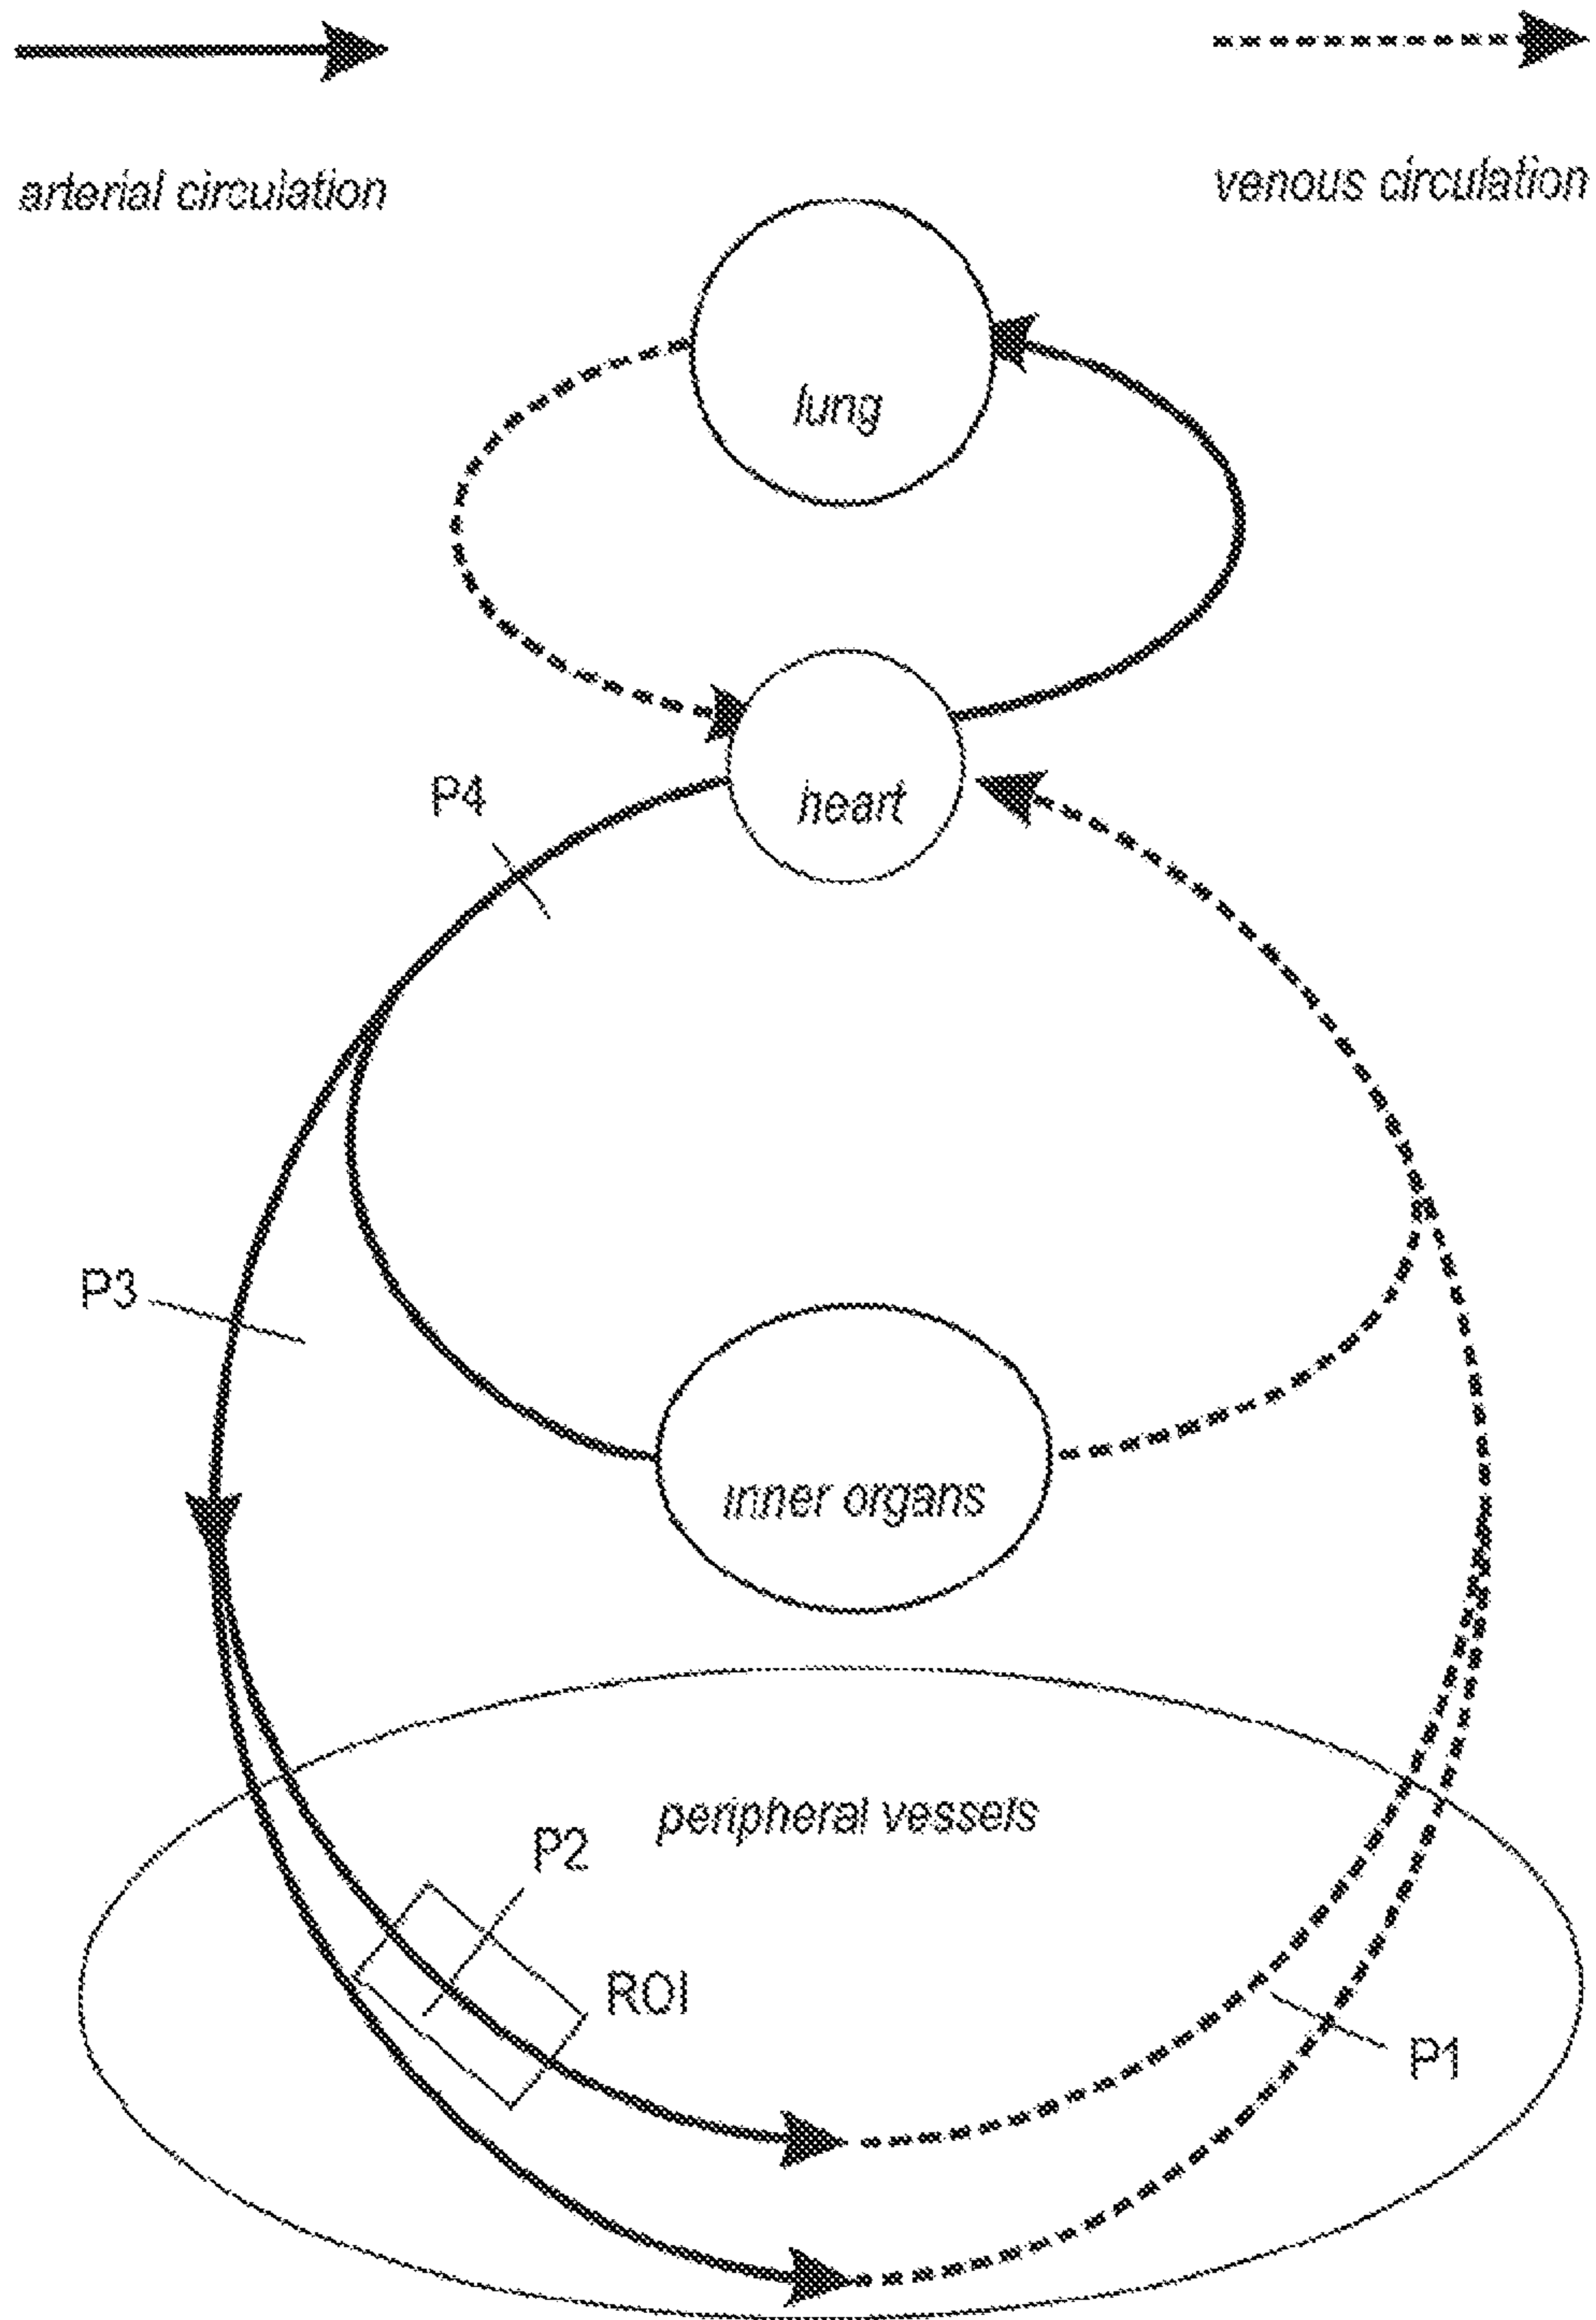 arterial circulation
venous circulation
lung
P4
heart
P3
inner organs
peripheral vessels
P2
ROI
P1